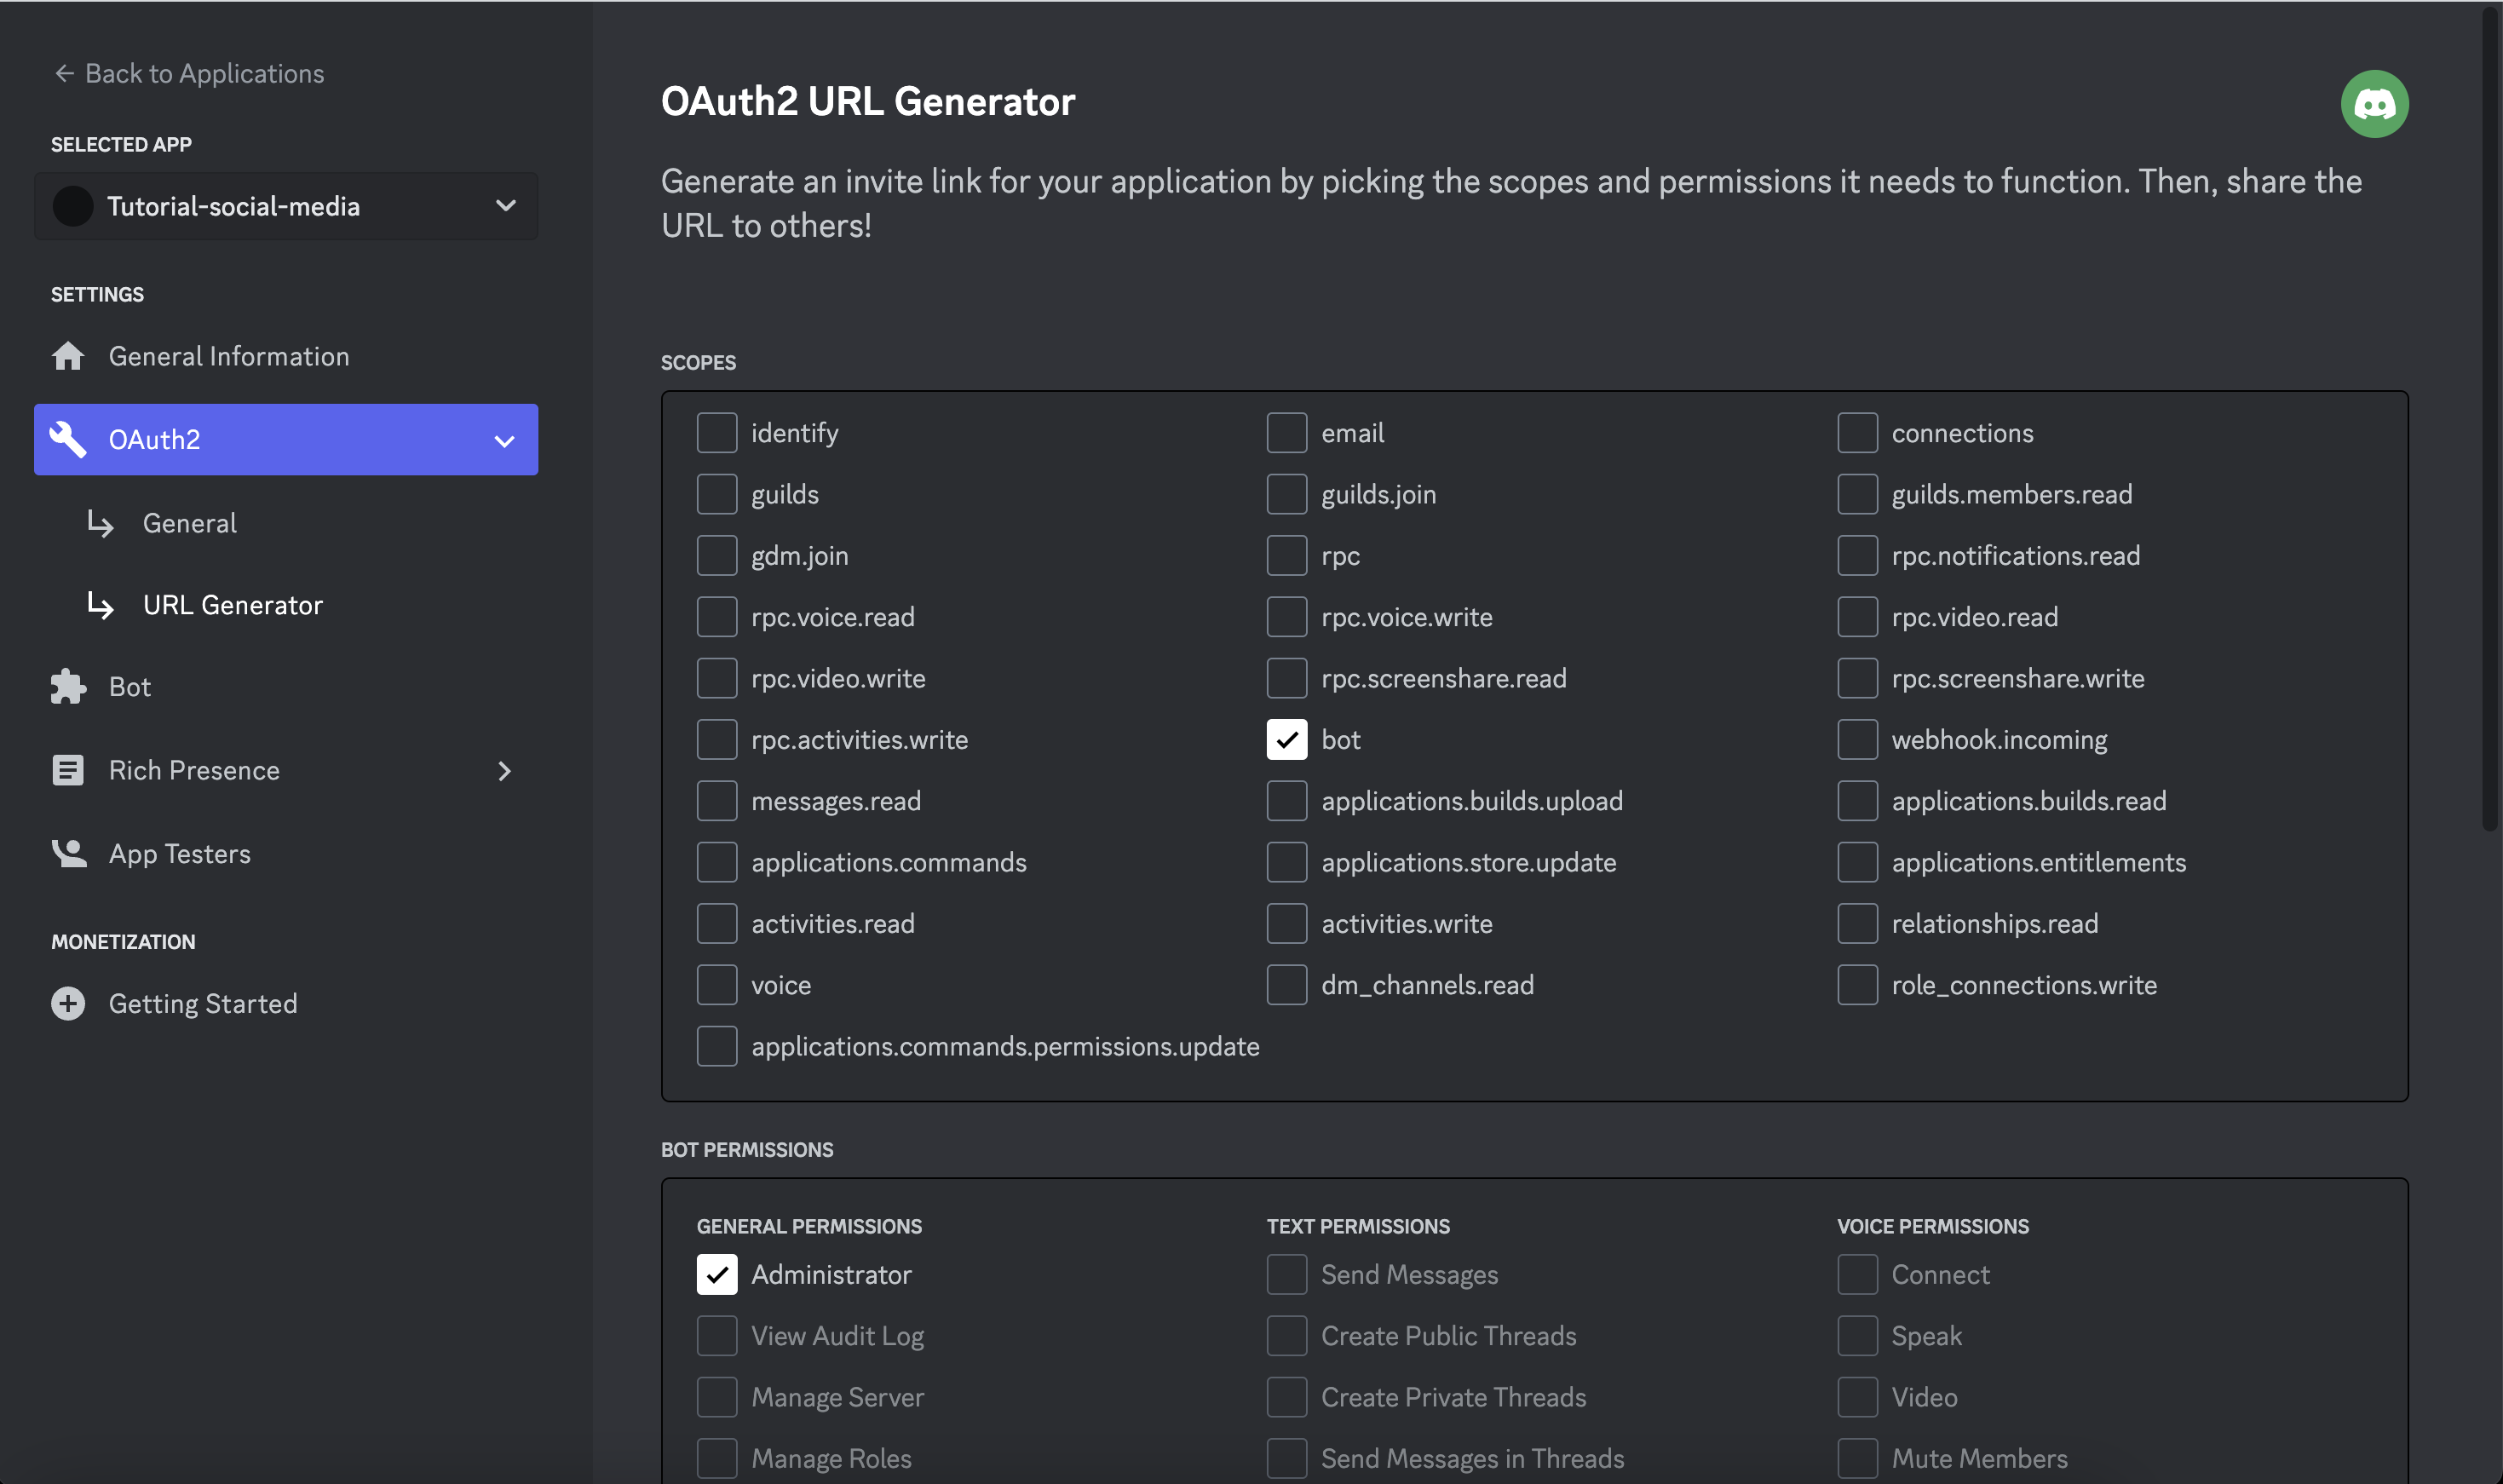 ← Back to Applications
SELECTED APP
Tutorial-social-media
SETTINGS
General Information
OAuth2
General
URL Generator
Bot
Rich Presence
App Testers
MONETIZATION
Getting Started
OAuth2 URL Generator
Generate an invite link for your application by picking the scopes and permissions it needs to function. Then, share the
URL to others!
SCOPES
identify email connections
guilds guilds.join guilds.members.read
gdm.join rpc rpc.notifications.read
rpc.voice.read rpc.voice.write rpc.video.read
rpc.video.write rpc.screenshare.read rpc.screenshare.write
rpc.activities.write bot webhook.incoming
messages.read applications.builds.upload applications.builds.read
applications.commands applications.store.update applications.entitlements
activities.read activities.write relationships.read
voice dm_channels.read role_connections.write
applications.commands.permissions.update
BOT PERMISSIONS
GENERAL PERMISSIONS TEXT PERMISSIONS VOICE PERMISSIONS
Administrator Send Messages Connect
View Audit Log Create Public Threads Speak
Manage Server Create Private Threads Video
Manage Roles Send Messages in Threads Mute Members